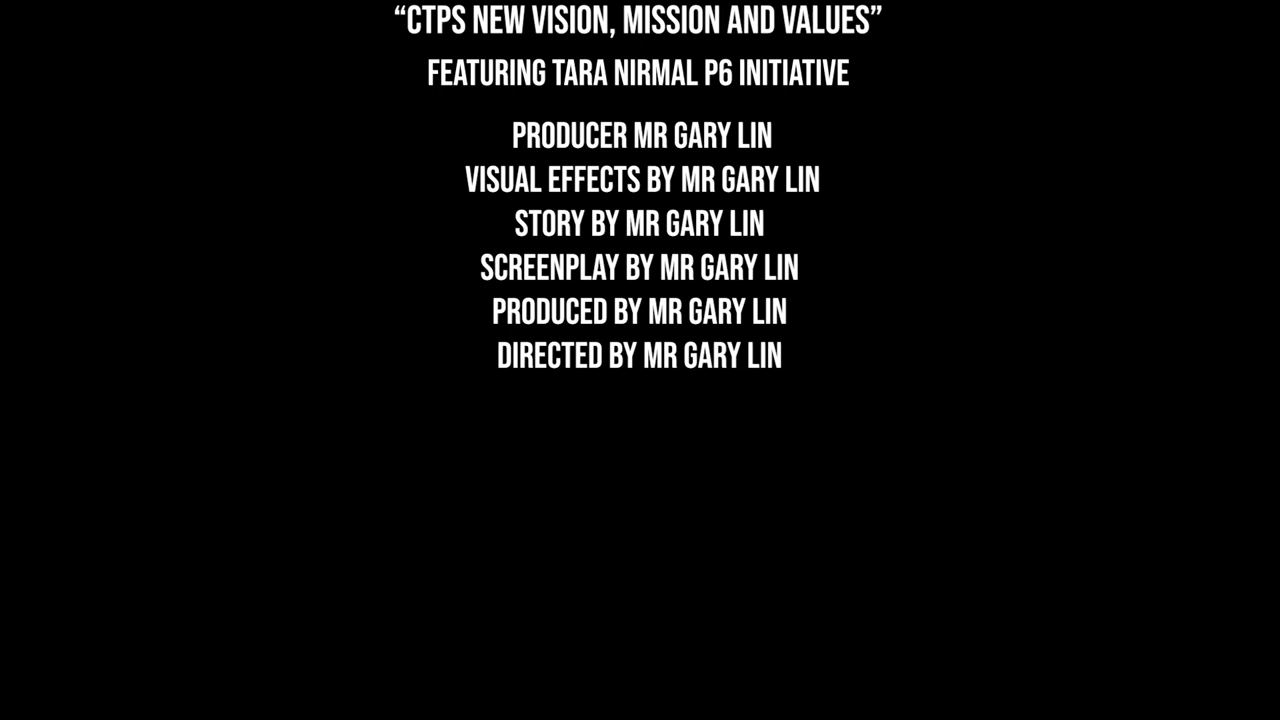 “CTPS NEW VISION, MISSION AND VALUES”
FEATURING TARA NIRMAL P6 INITIATIVE
PRODUCER MR GARY LIN
VISUAL EFFECTS BY MR GARY LIN
STORY BY MR GARY LIN
SCREENPLAY BY MR GARY LIN
PRODUCED BY MR GARY LIN
DIRECTED BY MR GARY LIN